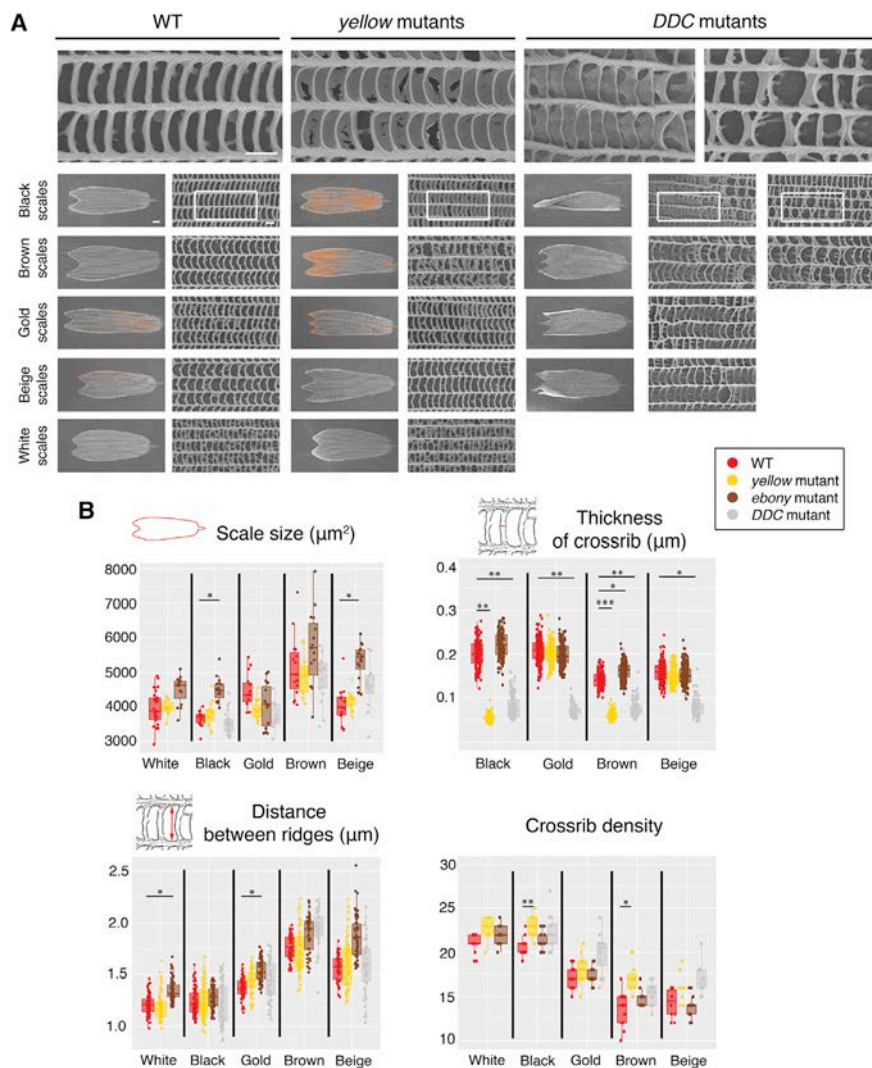 A
WT
yellow mutants
DDC mutants
Black
scales
Brown
scales
Gold
scales
Beige
scales
White
scales
WT
yellow mutant
ebony mutant
DDC mutant
B
Scale size (μm²)
8000
7000
6000
5000
4000
3000
*
*
White Black Gold Brown Beige
Thickness
of crossrib (μm)
0.4
0.3
0.2
0.1
**
**
**
**
*
***
*
Black Gold Brown Beige
Distance
between ridges (μm)
2.5
2.0
1.5
1.0
*
*
White Black Gold Brown Beige
Crossrib density
30
25
20
15
10
**
*
White Black Gold Brown Beige